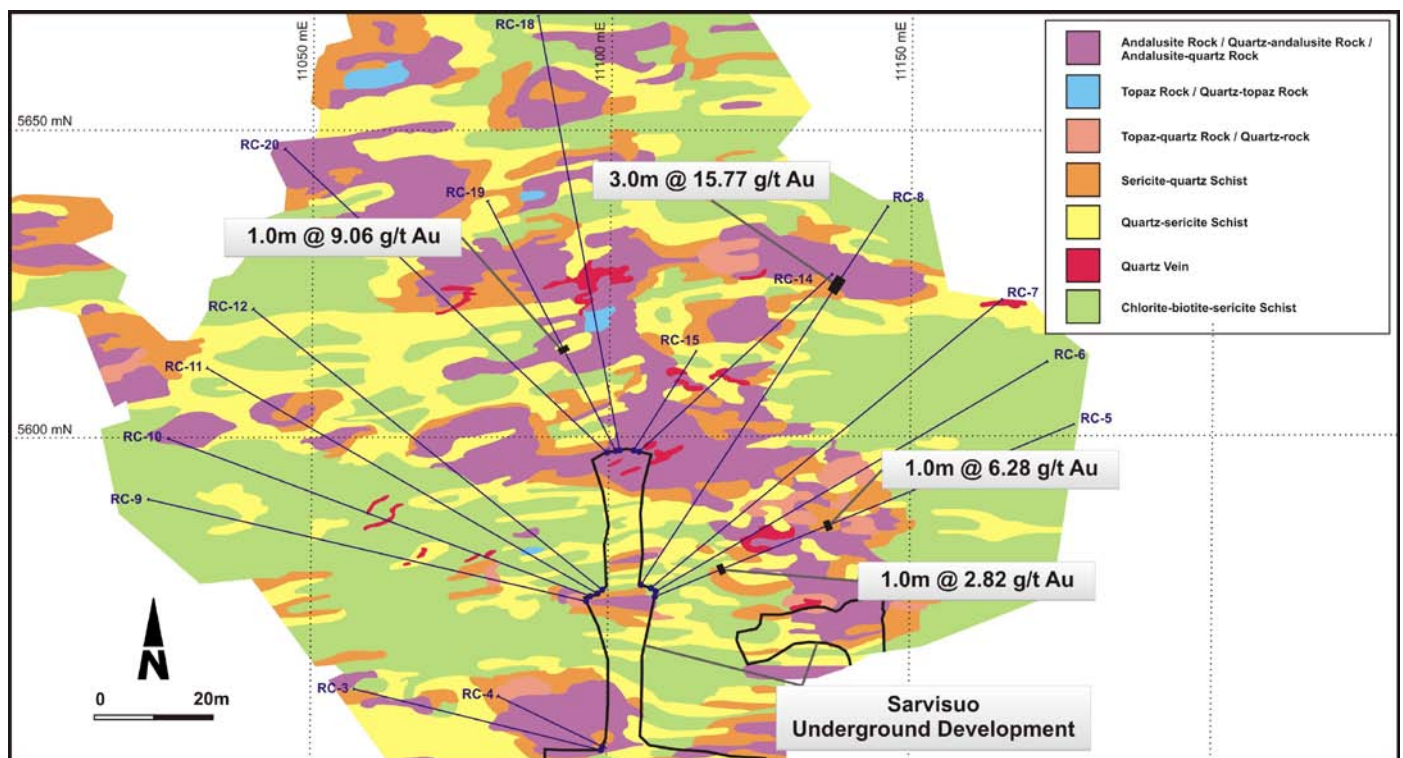 RC-18
11050 mE
11100 mE
11150 mE
Andalusite Rock / Quartz-andalusite Rock /
Andalusite-quartz Rock
Topaz Rock / Quartz-topaz Rock
Topaz-quartz Rock / Quartz-rock
Sericite-quartz Schist
Quartz-sericite Schist
Quartz Vein
Chlorite-biotite-sericite Schist
5650 mN
RC-20
RC-19
3.0m @ 15.77 g/t Au
RC-8
1.0m @ 9.06 g/t Au
RC-14
RC-7
RC-12
RC-15
RC-6
RC-11
RC-5
5600 mN
RC-10
1.0m @ 6.28 g/t Au
RC-9
1.0m @ 2.82 g/t Au
N
0 20m
RC-3
RC-4
Sarvisuo
Underground Development